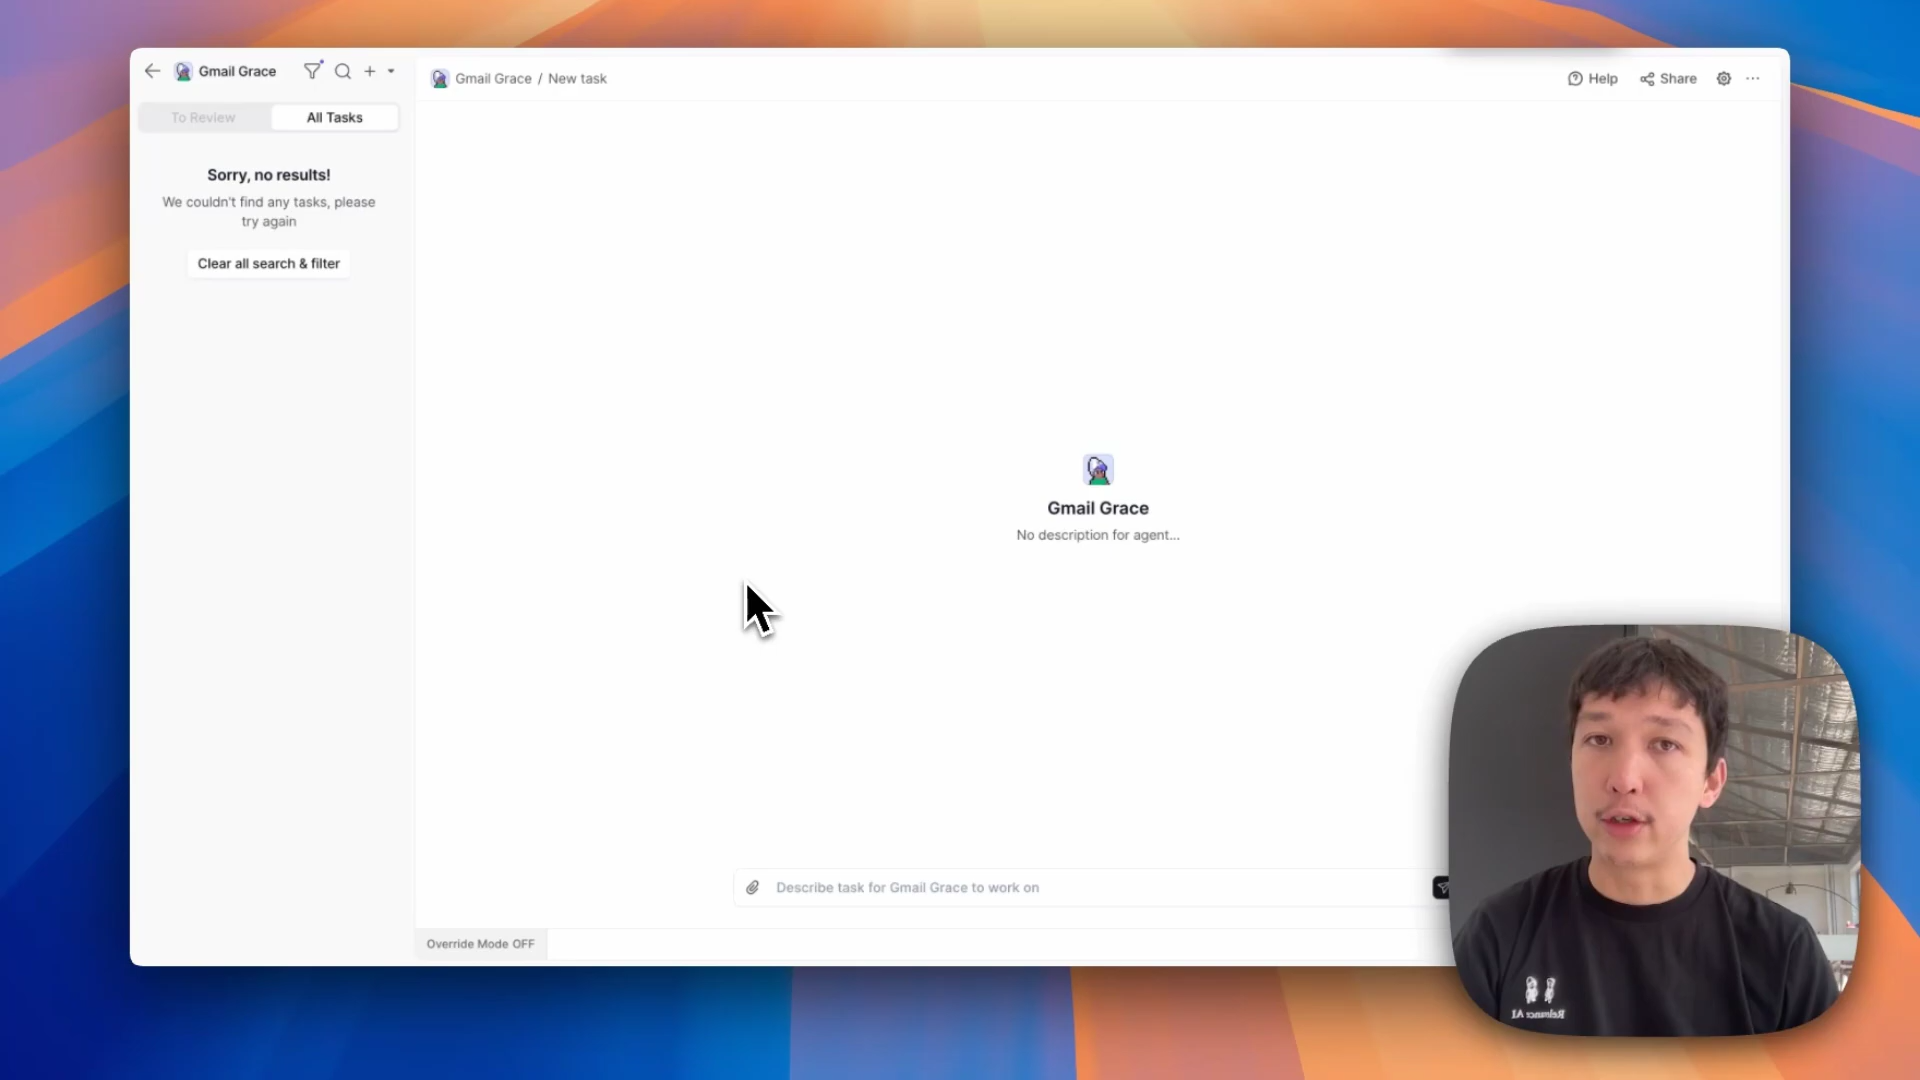 Gmail Grace
To Review
All Tasks
Sorry, no results!
We couldn't find any tasks, please
try again
Clear all search & filter
Gmail Grace / New task
Help
Share
Gmail Grace
No description for agent...
Describe task for Gmail Grace to work on
Override Mode OFF
Relevance AI